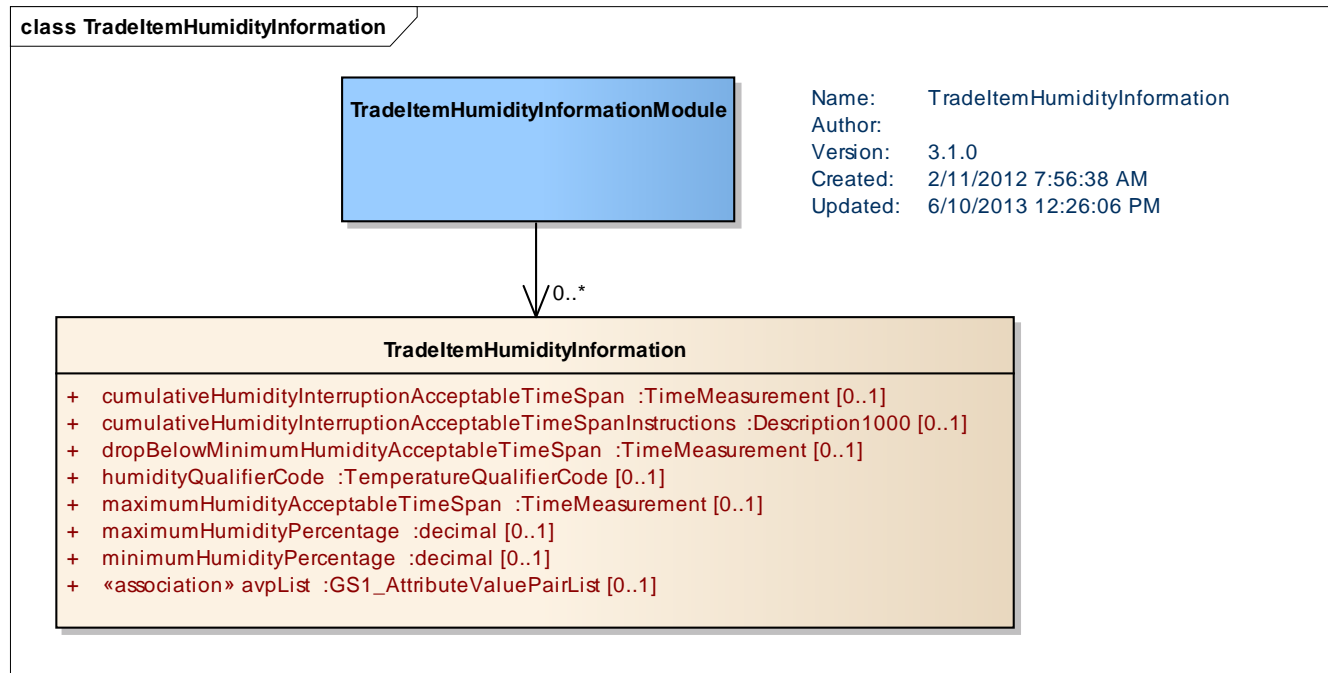 class TradeItemHumidityInformation
TradeItemHumidityInformationModule
Name: TradeItemHumidityInformation
Author:
Version: 3.1.0
Created: 2/11/2012 7:56:38 AM
Updated: 6/10/2013 12:26:06 PM
0..*
TradeItemHumidityInformation
+ cumulativeHumidityInterruptionAcceptableTimeSpan :TimeMeasurement [0..1]
+ cumulativeHumidityInterruptionAcceptableTimeSpanInstructions :Description1000 [0..1]
+ dropBelowMinimumHumidityAcceptableTimeSpan :TimeMeasurement [0..1]
+ humidityQualifierCode :TemperatureQualifierCode [0..1]
+ maximumHumidityAcceptableTimeSpan :TimeMeasurement [0..1]
+ maximumHumidityPercentage :decimal [0..1]
+ minimumHumidityPercentage :decimal [0..1]
+ «association» avpList :GS1_AttributeValuePairList [0..1]